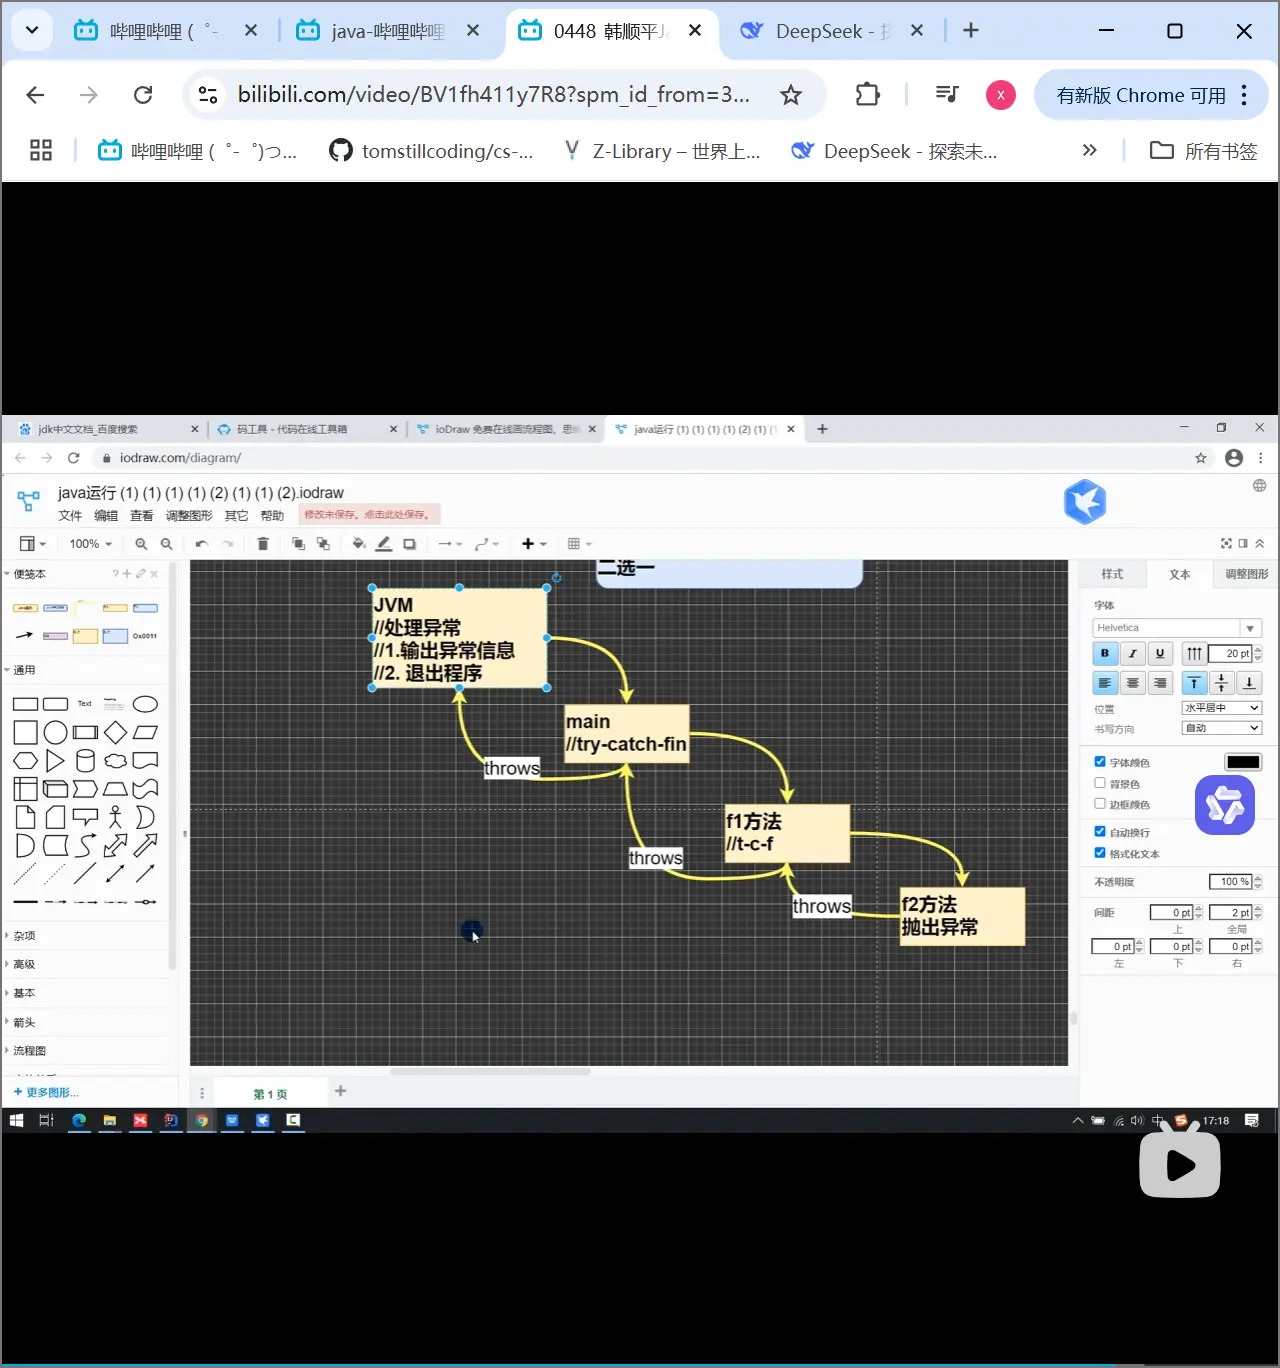 哔哩哔哩 ( ゜-
java-哔哩哔哩
0448 韩顺平J
DeepSeek - 探
bilibili.com/video/BV1fh411y7R8?spm_id_from=3...
X
有新版 Chrome 可用
哔哩哔哩 (゜-゜)つ...
tomstillcoding/cs-...
Z-Library – 世界上...
DeepSeek - 探索未...
所有书签
jdk中文文档_百度搜索
码工具 - 代码在线工具箱
ioDraw 免费在线画流程图、思维
java运行 (1) (1) (1) (1) (2) (1) (1
iodraw.com/diagram/
java运行 (1) (1) (1) (1) (2) (1) (1) (2).iodraw
文件 编辑 查看 调整图形 其它 帮助
修改未保存。点击此处保存。
100%
便笺本
0x0011
通用
Text
杂项
高级
基本
箭头
流程图
更多图形...
二选一
JVM
//处理异常
//1.输出异常信息
//2. 退出程序
main
//try-catch-fin
throws
f1方法
//t-c-f
throws
f2方法
抛出异常
throws
第 1 页
样式
文本
调整图形
字体
Helvetica
B I U
20 pt
位置
水平居中
书写方向
自动
字体颜色
背景色
边框颜色
自动换行
格式化文本
不透明度
100 %
间距
0 pt
2 pt
上
全局
0 pt
0 pt
0 pt
左
下
右
中
17:18